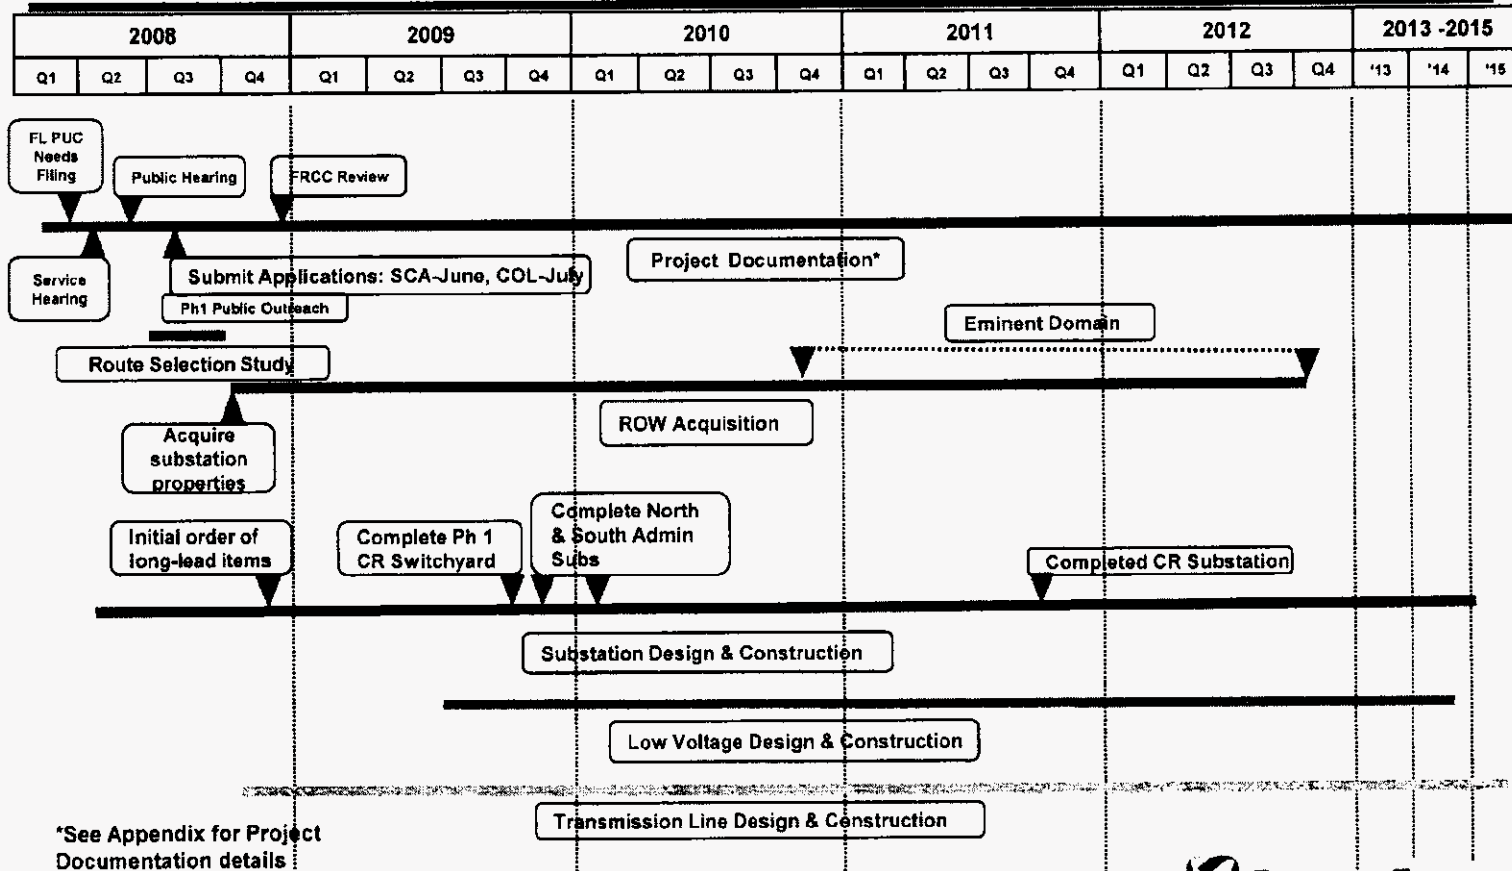 2008 2009 2010 2011 2012 2013 -2015
Q1 Q2 Q3 Q4 Q1 Q2 Q3 Q4 Q1 Q2 Q3 Q4 Q1 Q2 Q3 Q4 Q1 Q2 Q3 Q4 '13 '14 '15
FL PUC
Needs
Filing
Public Hearing
FRCC Review
Service
Hearing
Submit Applications: SCA-June, COL-July
Project Documentation*
Ph1 Public Outreach
Eminent Domain
Route Selection Study
ROW Acquisition
Acquire
substation
properties
Initial order of
long-lead items
Complete Ph 1
CR Switchyard
Complete North
& South Admin
Subs
Completed CR Substation
Substation Design & Construction
Low Voltage Design & Construction
Transmission Line Design & Construction
*See Appendix for Project
Documentation details